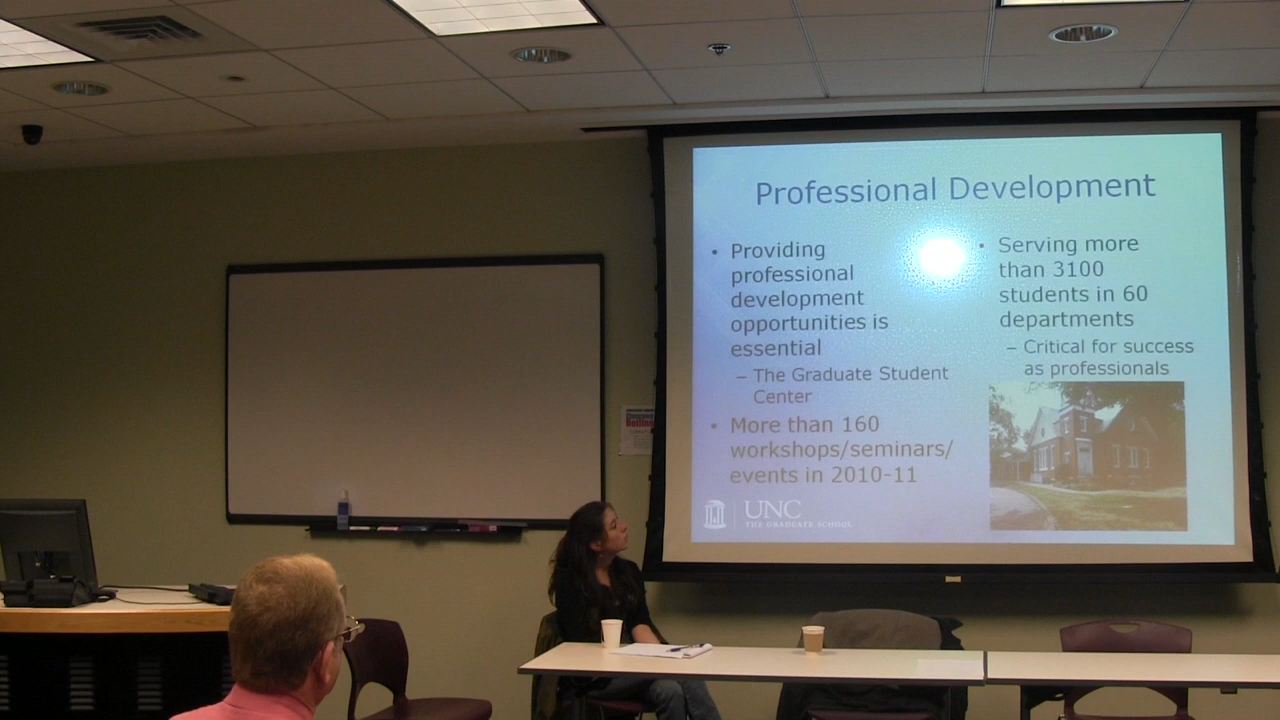 Professional Development
• Providing
professional
development
opportunities is
essential
– The Graduate Student
Center
• More than 160
workshops/seminars/
events in 2010-11
• Serving more
than 3100
students in 60
departments
– Critical for success
as professionals
UNC
THE GRADUATE SCHOOL